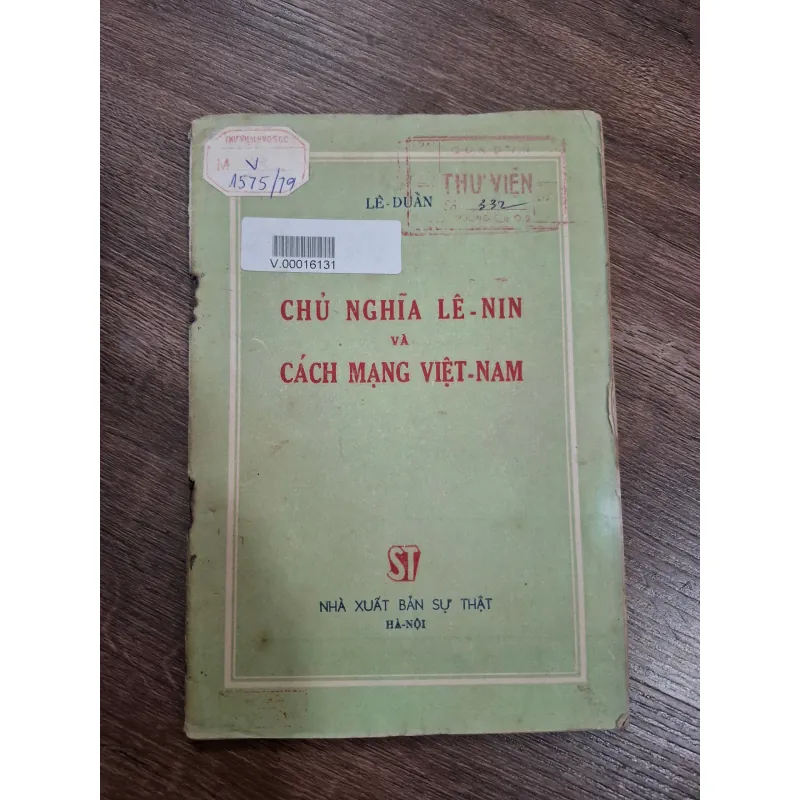 V
1575/79
THƯ VIỆN
LÊ-DUẨN
332
V.00016131
CHỦ NGHĨA LÊ-NIN
VÀ
CÁCH MẠNG VIỆT-NAM
ST
NHÀ XUẤT BẢN SỰ THẬT
HÀ-NỘI